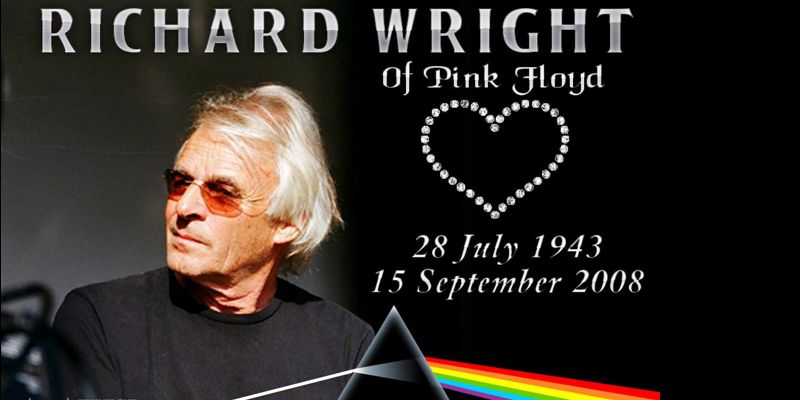 RICHARD WRIGHT
Of Pink Floyd
28 July 1943
15 September 2008